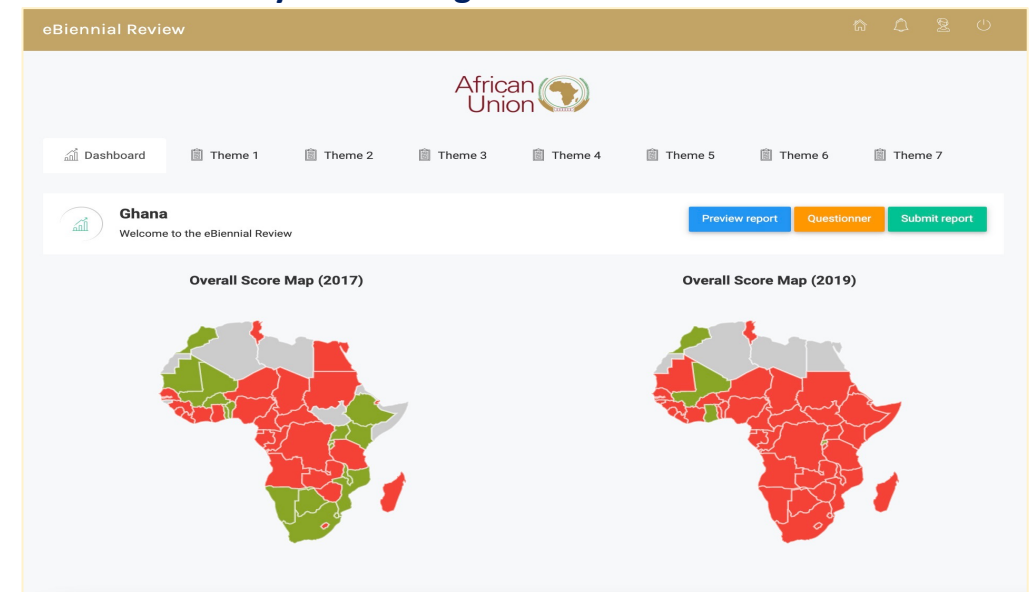 eBiennial Review
African
Union
Dashboard Theme 1 Theme 2 Theme 3 Theme 4 Theme 5 Theme 6 Theme 7
Ghana
Welcome to the eBiennial Review
Preview report Questionner Submit report
Overall Score Map (2017) Overall Score Map (2019)